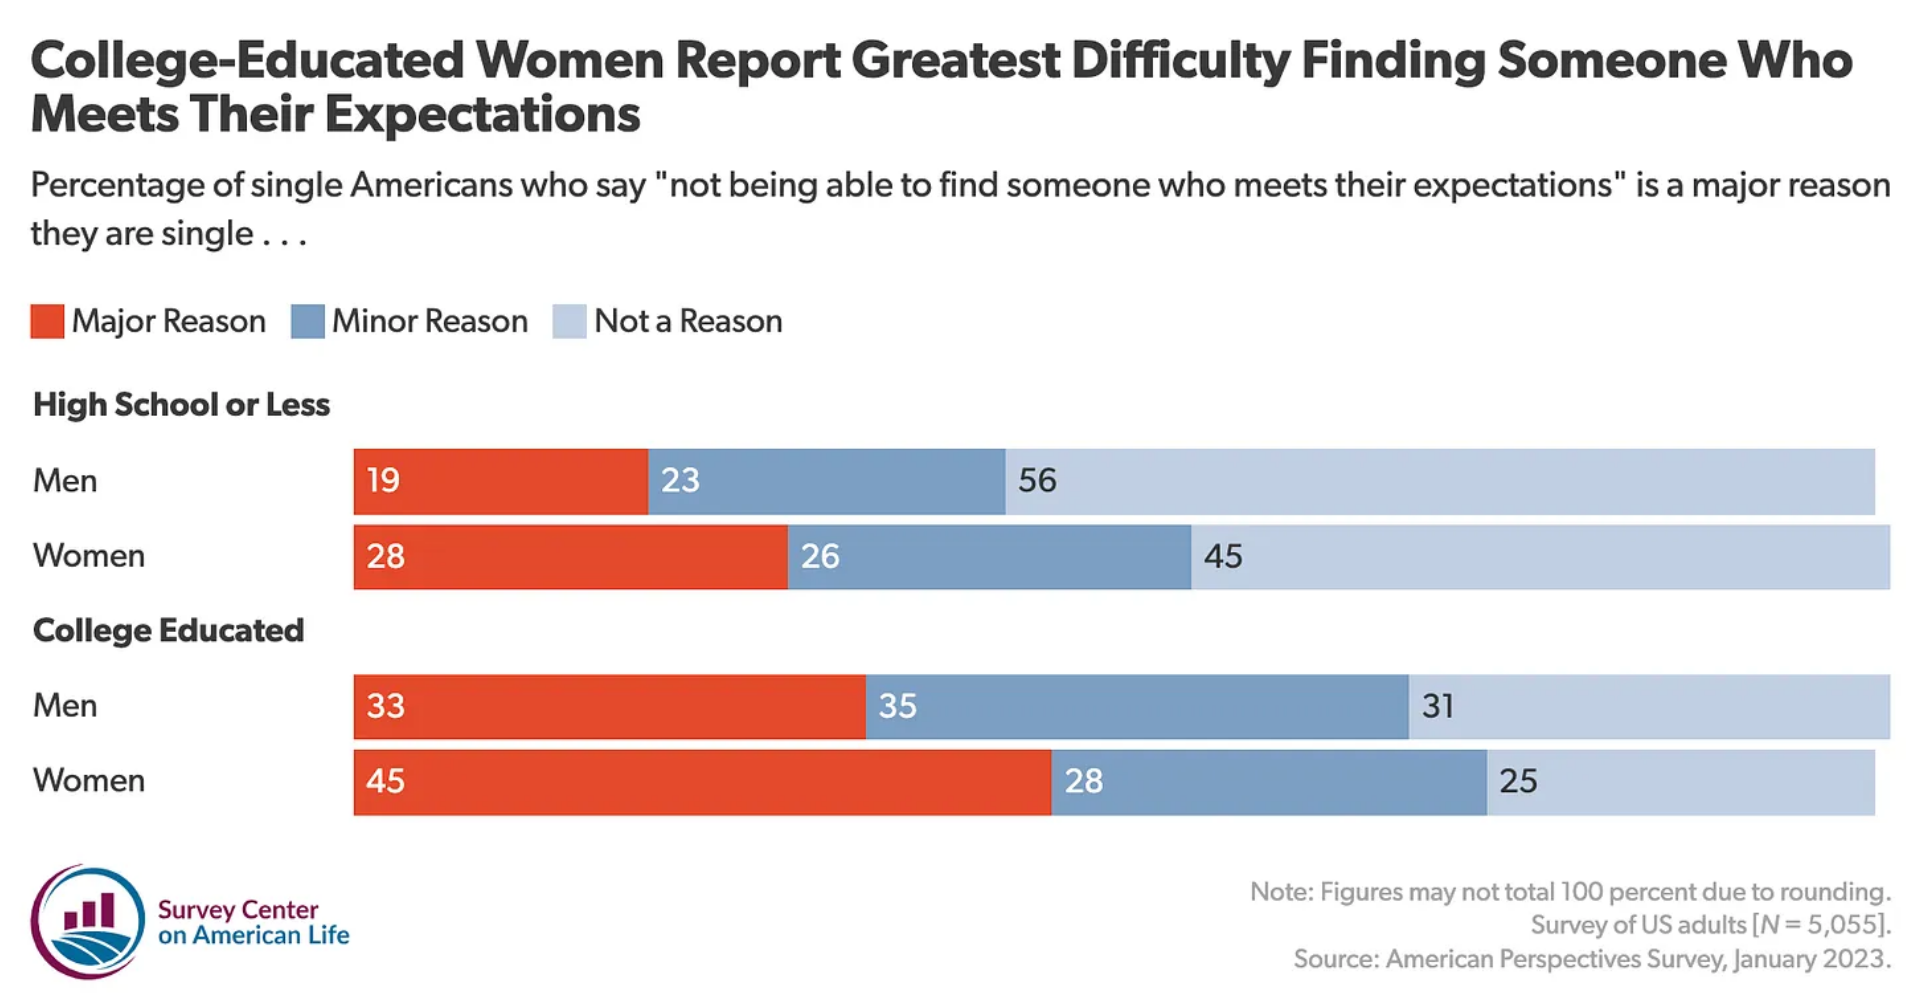 College-Educated Women Report Greatest Difficulty Finding Someone Who
Meets Their Expectations
Percentage of single Americans who say "not being able to find someone who meets their expectations" is a major reason
they are single . . .
Major Reason Minor Reason Not a Reason
High School or Less
Men 19 23 56
Women 28 26 45
College Educated
Men 33 35 31
Women 45 28 25
Survey Center
on American Life
Note: Figures may not total 100 percent due to rounding.
Survey of US adults [N = 5,055].
Source: American Perspectives Survey, January 2023.